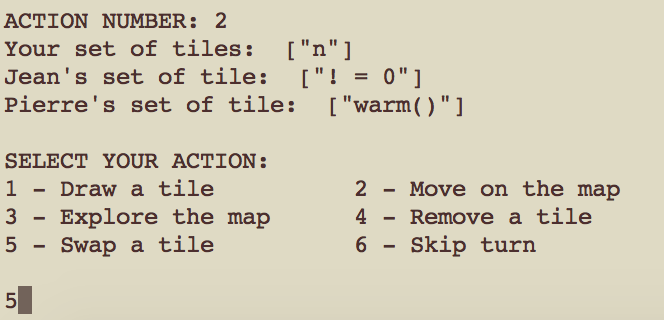 ACTION NUMBER: 2
Your set of tiles:  ["n"]
Jean's set of tile:  ["! = 0"]
Pierre's set of tile:  ["warm()"]
SELECT YOUR ACTION:
1 - Draw a tile          2 - Move on the map
3 - Explore the map      4 - Remove a tile
5 - Swap a tile          6 - Skip turn
5